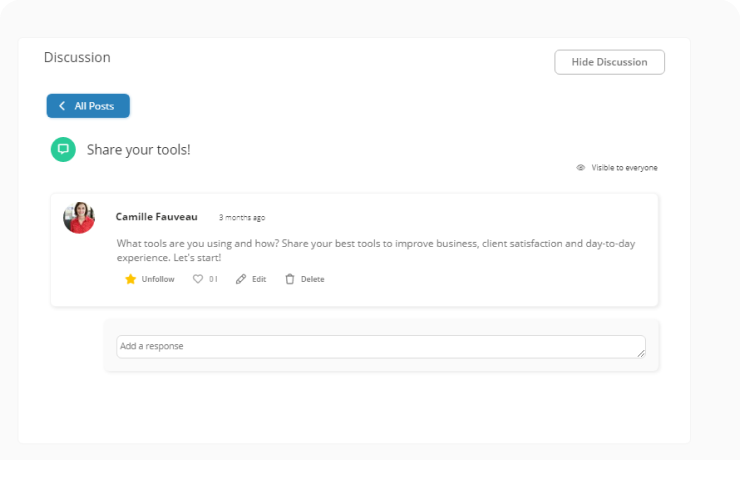 Discussion
Hide Discussion
All Posts
Share your tools!
Visible to everyone
Camille Fauveau 3 months ago
What tools are you using and how? Share your best tools to improve business, client satisfaction and day-to-day
experience. Let's start!
Unfollow 0 I Edit Delete
Add a response